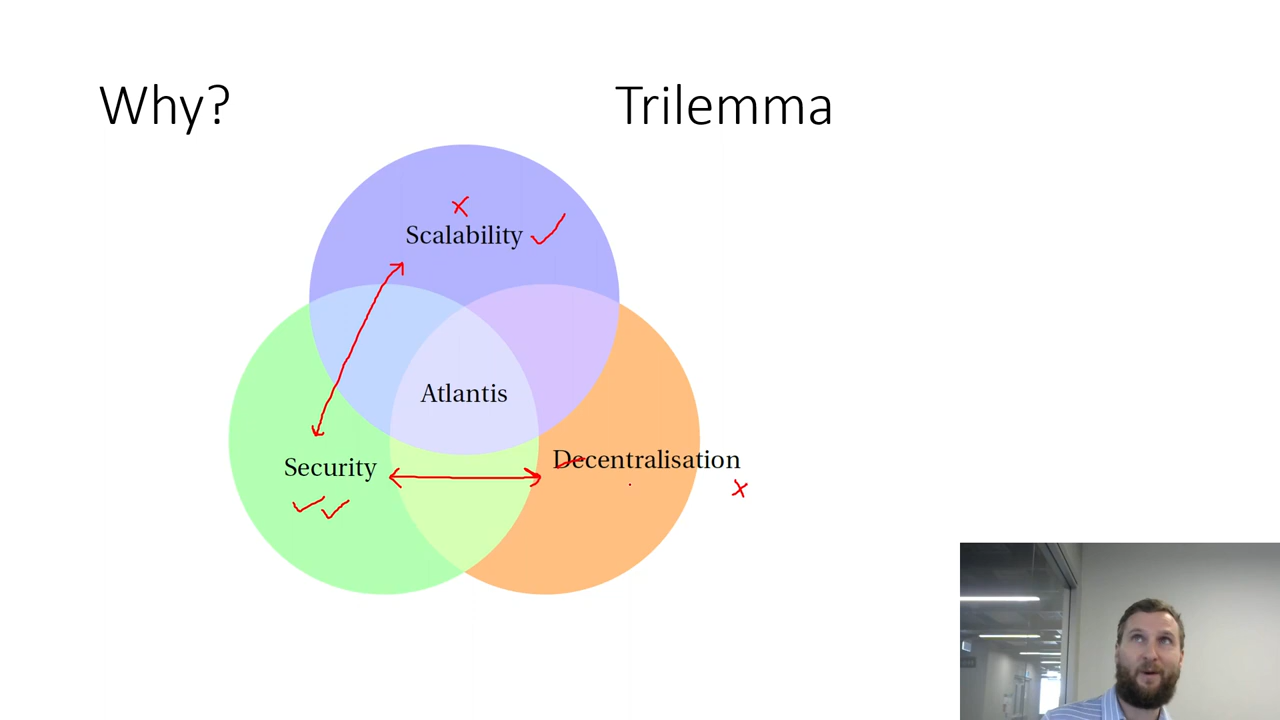 Why?
Trilemma
Scalability
Atlantis
Security
Decentralisation